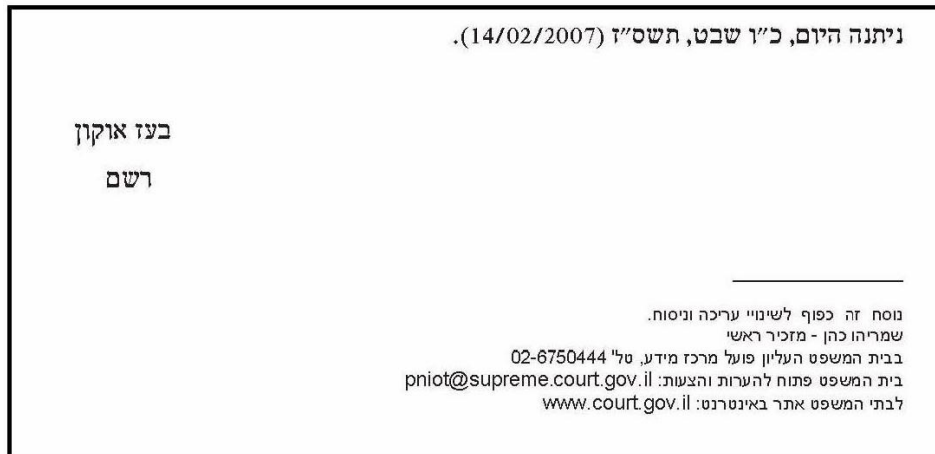 ניתנה היום, כ״ו שבט, תשס״ז (14/02/2007).
בעז אוקון
רשם
נוסח זה כפוף לשינויי עריכה וניסוח.
שמריהו כהן - מזכיר ראשי
בבית המשפט העליון פועל מרכז מידע, טל' 02-6750444
בית המשפט פתוח להערות והצעות: pniot@supreme.court.gov.il
לבתי המשפט אתר באינטרנט: www.court.gov.il